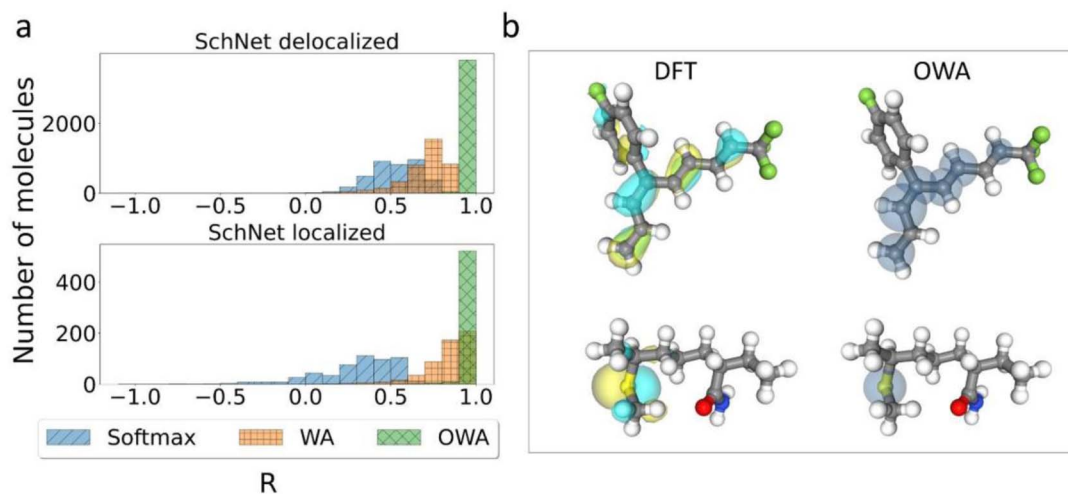 a
SchNet delocalized
Number of molecules
2000
0
−1.0 −0.5 0.0 0.5 1.0
SchNet localized
400
200
0
−1.0 −0.5 0.0 0.5 1.0
Softmax WA OWA
R
b
DFT OWA